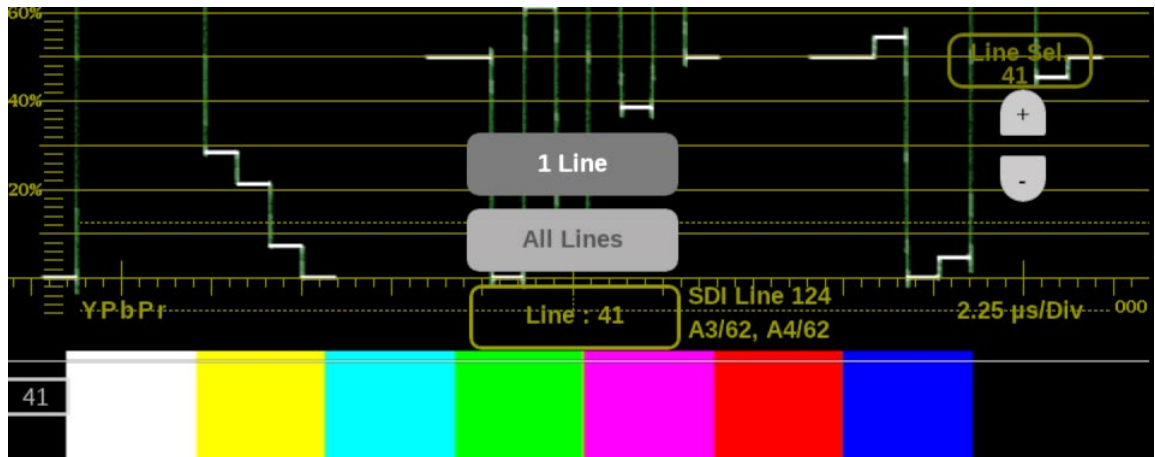 60%
Line Sel.
41
40%
+
1 Line
-
20%
All Lines
YPbPr
Line : 41
SDI Line 124
A3/62, A4/62
2.25 µs/Div
000
41